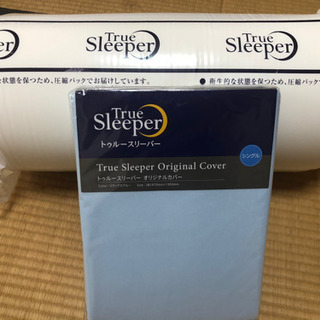 True
Sleeper
True
Sleeper
True
Sleeper
な状態を保つため、圧縮パックでお届けしています。
● 衛生的な状態を保つため、圧縮パック
True
Sleeper
トゥルースリーパー
True Sleeper Original Cover
シングル
トゥルースリーパー オリジナルカバー